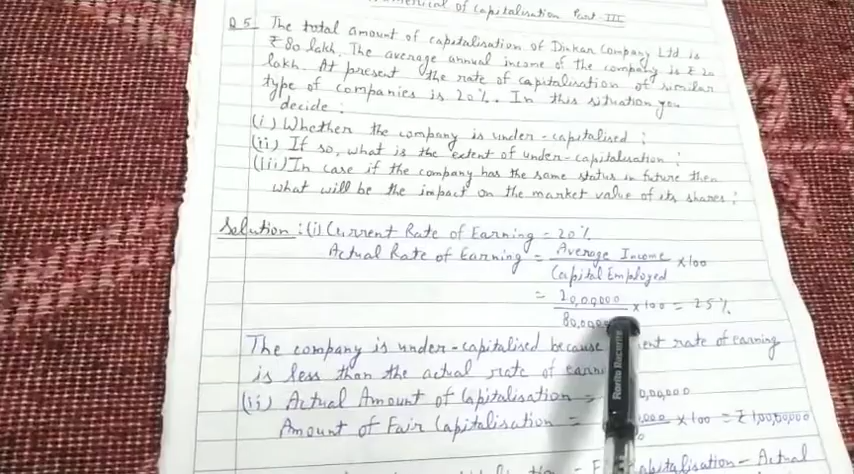 of Capitalisation Part III
Q 5. The total amount of capitalisation of Dinkar Company Ltd is
₹80 lakh. The average annual income of the company is ₹ 20
lakh. At present the rate of capitalisation of similar
type of companies is 20%. In this situation you
decide :
(i) Whether the company is under-capitalised ;
(ii) If so, what is the extent of under-capitalisation ;
(iii) In case if the company has the same status in future then
what will be the impact on the market value of its shares ;
Solution : (i) Current Rate of Earning = 20%
Actual Rate of Earning = Average Income / Capital Employed × 100
= 20,00,000 / 80,00,000 × 100 = 25%
The company is under-capitalised because rate of earning
is less than the actual rate of
(ii) Actual Amount of Capitalisation =
Amount of Fair Capitalisation = × 100 = ₹ 1,00,00,000
Capitalisation - Actual
Rorito Bucerus